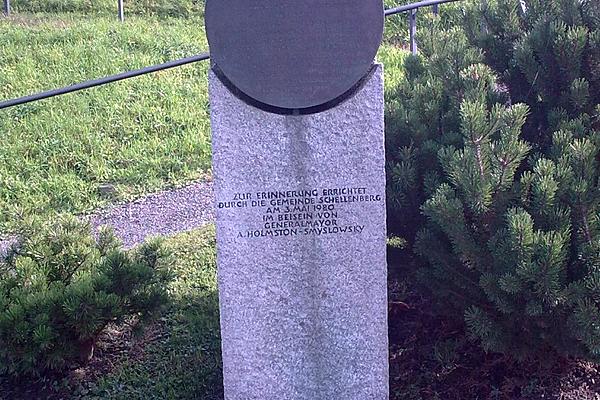 ZUR ERINNERUNG ERRICHTET
DURCH DIE GEMEINDE SCHELLENBERG
AM 3. MAI 1980
IM BEISEIN VON
GENERALMAJOR
A. HOLMSTON-SMYSLOWSKY